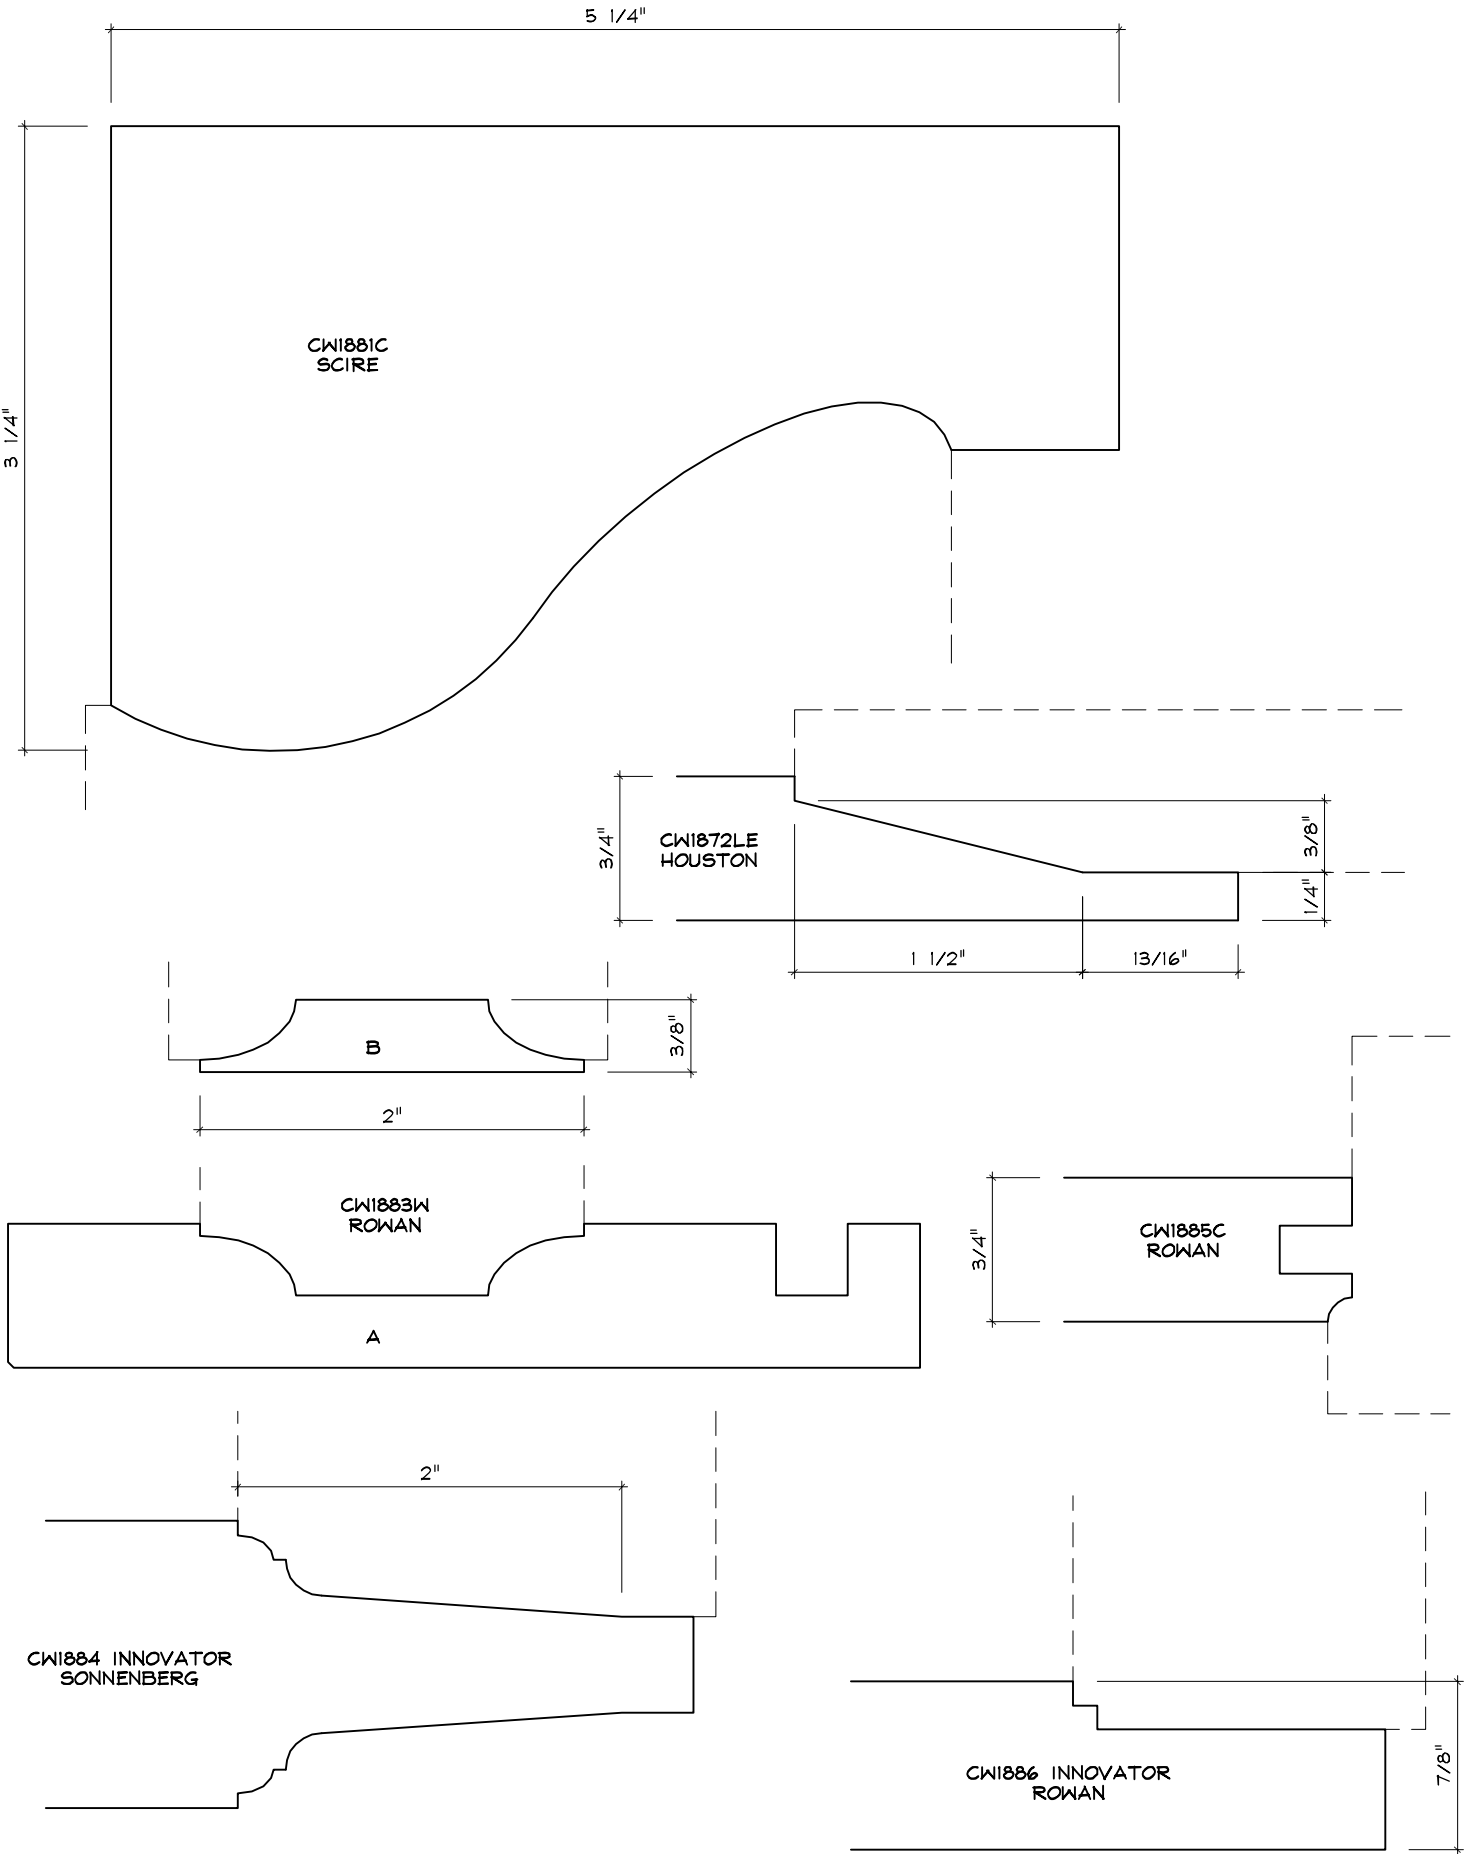 5 1/4"
3 1/4"
CW1881C
SCIRE
3/4"
CW1872LE
HOUSTON
3/8"
1/4"
1 1/2"
13/16"
B
3/8"
2"
CW1883W
ROWAN
A
3/4"
CW1885C
ROWAN
2"
CW1884 INNOVATOR
SONNENBERG
CW1886 INNOVATOR
ROWAN
7/8"